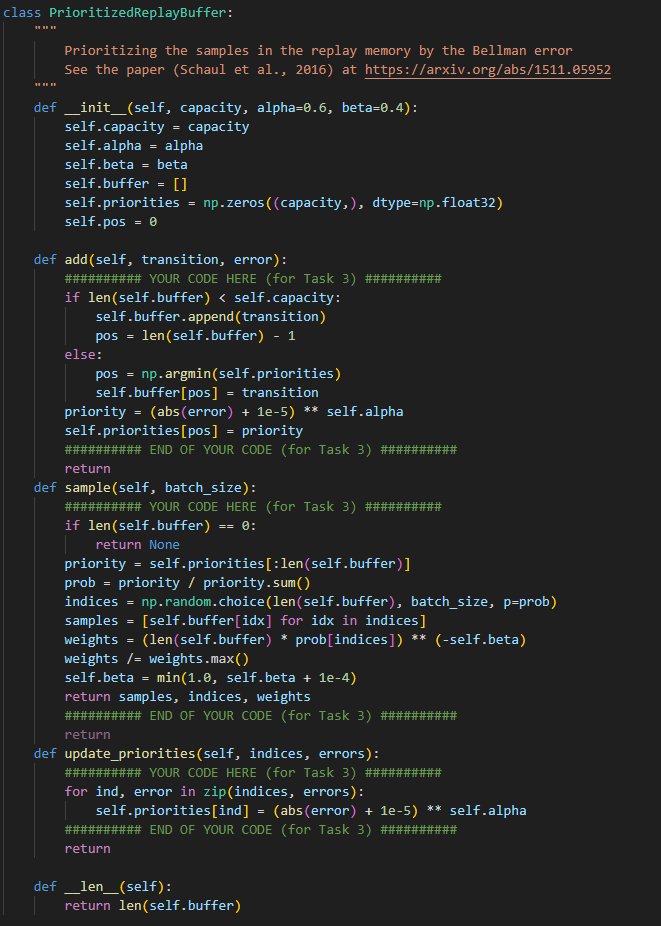 class PrioritizedReplayBuffer:
    """
        Prioritizing the samples in the replay memory by the Bellman error
        See the paper (Schaul et al., 2016) at https://arxiv.org/abs/1511.05952
    """
    def __init__(self, capacity, alpha=0.6, beta=0.4):
        self.capacity = capacity
        self.alpha = alpha
        self.beta = beta
        self.buffer = []
        self.priorities = np.zeros((capacity,), dtype=np.float32)
        self.pos = 0

    def add(self, transition, error):
        ########## YOUR CODE HERE (for Task 3) ##########
        if len(self.buffer) < self.capacity:
            self.buffer.append(transition)
            pos = len(self.buffer) - 1
        else:
            pos = np.argmin(self.priorities)
            self.buffer[pos] = transition
        priority = (abs(error) + 1e-5) ** self.alpha
        self.priorities[pos] = priority
        ########## END OF YOUR CODE (for Task 3) ##########
        return
    def sample(self, batch_size):
        ########## YOUR CODE HERE (for Task 3) ##########
        if len(self.buffer) == 0:
            return None
        priority = self.priorities[:len(self.buffer)]
        prob = priority / priority.sum()
        indices = np.random.choice(len(self.buffer), batch_size, p=prob)
        samples = [self.buffer[idx] for idx in indices]
        weights = (len(self.buffer) * prob[indices]) ** (-self.beta)
        weights /= weights.max()
        self.beta = min(1.0, self.beta + 1e-4)
        return samples, indices, weights
        ########## END OF YOUR CODE (for Task 3) ##########
        return
    def update_priorities(self, indices, errors):
        ########## YOUR CODE HERE (for Task 3) ##########
        for ind, error in zip(indices, errors):
            self.priorities[ind] = (abs(error) + 1e-5) ** self.alpha
        ########## END OF YOUR CODE (for Task 3) ##########
        return

    def __len__(self):
        return len(self.buffer)